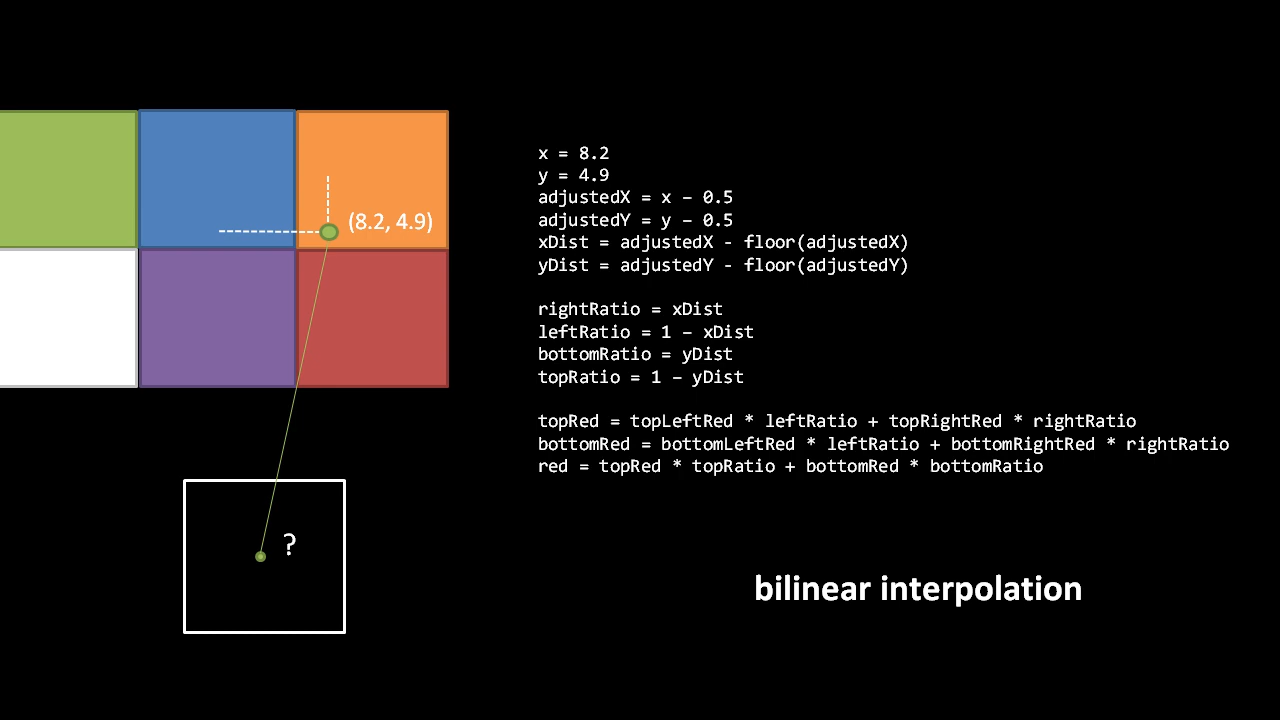 (8.2, 4.9)
?
x = 8.2
y = 4.9
adjustedX = x – 0.5
adjustedY = y – 0.5
xDist = adjustedX - floor(adjustedX)
yDist = adjustedY - floor(adjustedY)
rightRatio = xDist
leftRatio = 1 – xDist
bottomRatio = yDist
topRatio = 1 – yDist
topRed = topLeftRed * leftRatio + topRightRed * rightRatio
bottomRed = bottomLeftRed * leftRatio + bottomRightRed * rightRatio
red = topRed * topRatio + bottomRed * bottomRatio
bilinear interpolation